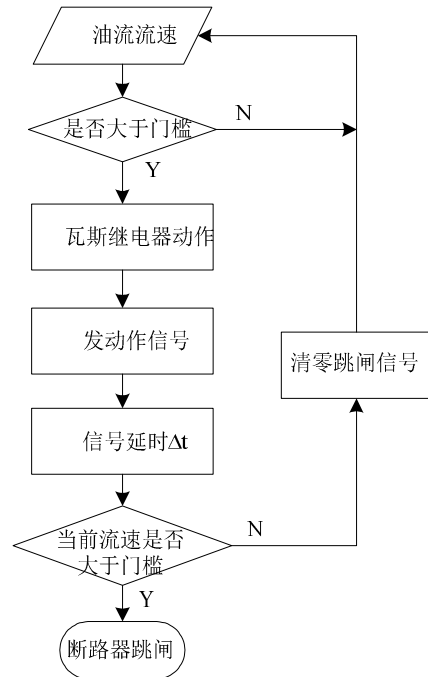 油流流速
是否大于门槛
N
Y
瓦斯继电器动作
发动作信号
清零跳闸信号
信号延时Δt
当前流速是否
大于门槛
N
Y
断路器跳闸